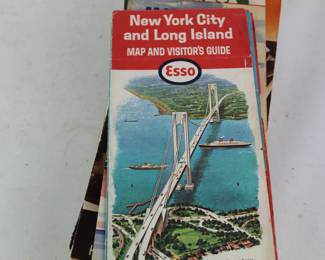 New York City
and Long Island
MAP AND VISITOR'S GUIDE
Esso